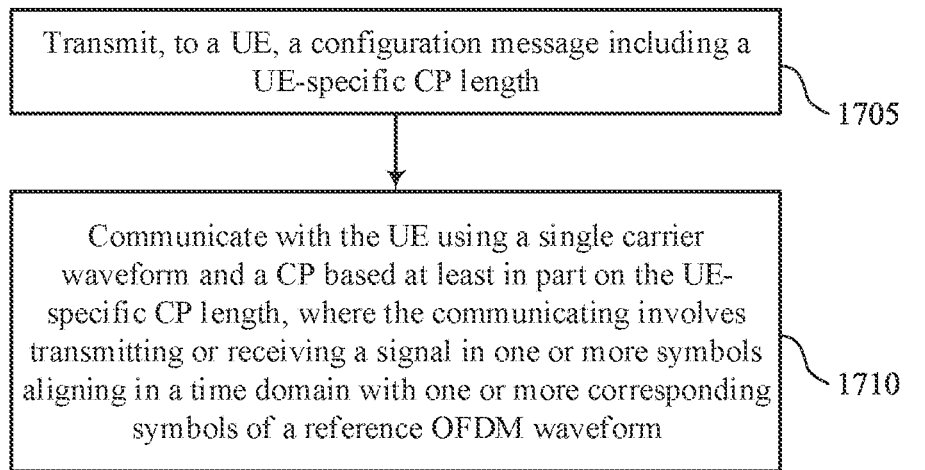 Transmit, to a UE, a configuration message including a
UE-specific CP length
1705
Communicate with the UE using a single carrier
waveform and a CP based at least in part on the UE-
specific CP length, where the communicating involves
transmitting or receiving a signal in one or more symbols
aligning in a time domain with one or more corresponding
symbols of a reference OFDM waveform
1710